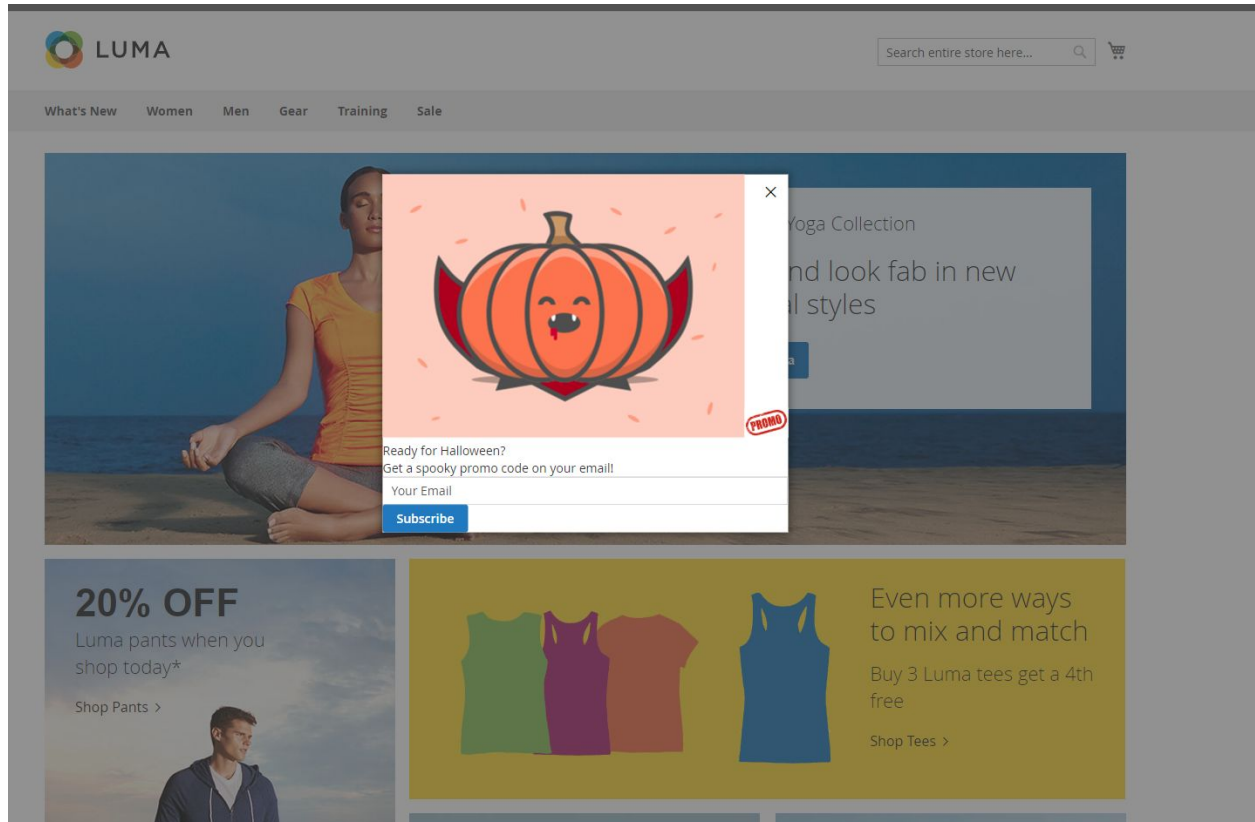 LUMA
Search entire store here...
What's New Women Men Gear Training Sale
Yoga Collection
nd look fab in new
l styles
a
PROMO
Ready for Halloween?
Get a spooky promo code on your email!
Your Email
Subscribe
20% OFF
Luma pants when you
shop today*
Shop Pants >
Even more ways
to mix and match
Buy 3 Luma tees get a 4th
free
Shop Tees >